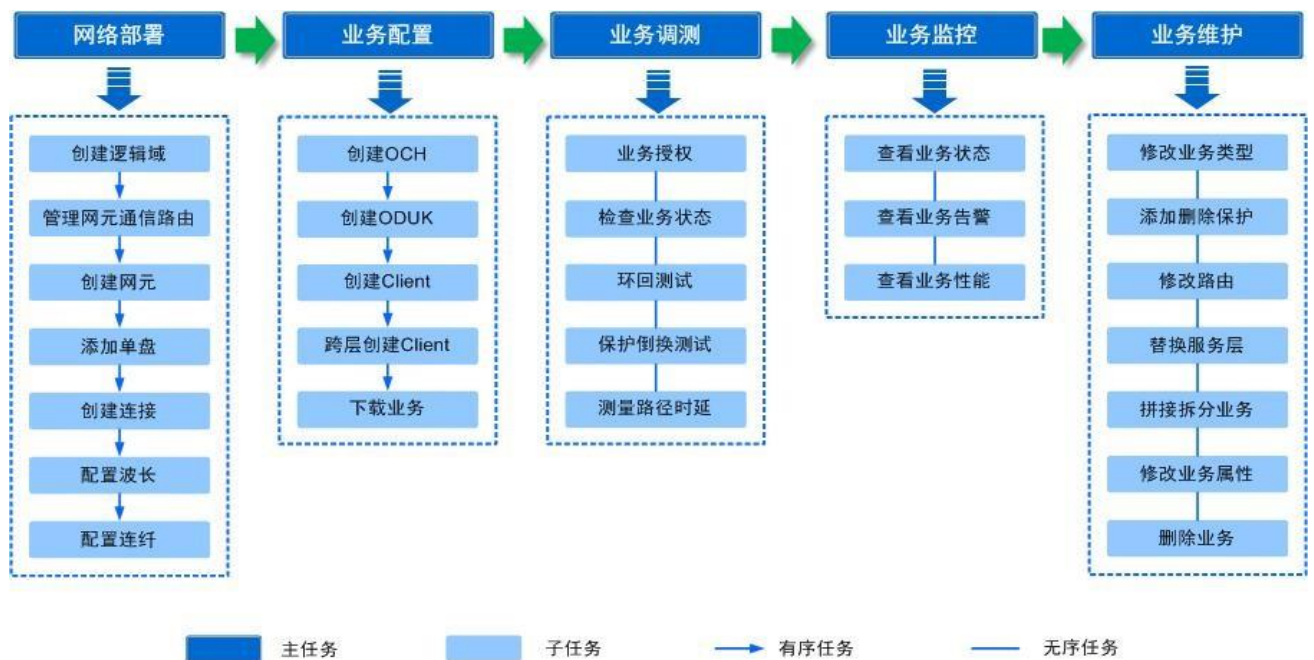 网络部署
业务配置
业务调测
业务监控
业务维护
创建逻辑域
管理网元通信路由
创建网元
添加单盘
创建连接
配置波长
配置连纤
创建OCH
创建ODUK
创建Client
跨层创建Client
下载业务
业务授权
检查业务状态
环回测试
保护倒换测试
测量路径时延
查看业务状态
查看业务告警
查看业务性能
修改业务类型
添加删除保护
修改路由
替换服务层
拼接拆分业务
修改业务属性
删除业务
主任务
子任务
有序任务
无序任务